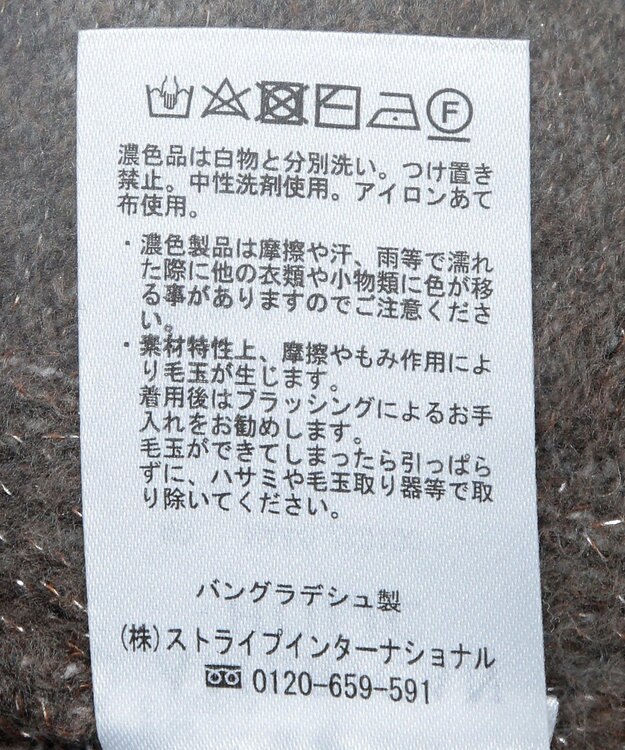 F
濃色品は白物と分別洗い。つけ置き
禁止。中性洗剤使用。アイロンあて
布使用。
・濃色製品は摩擦や汗、雨等で濡れ
た際に他の衣類や小物類に色が移
る事がありますのでご注意くださ
い。
・素材特性上、摩擦やもみ作用によ
り毛玉が生じます。
着用後はブラッシングによるお手
入れをお勧めします。
毛玉ができてしまったら引っぱら
ずに、ハサミや毛玉取り器等で取
り除いてください。
バングラデシュ製
(株)ストライプインターナショナル
0120-659-591